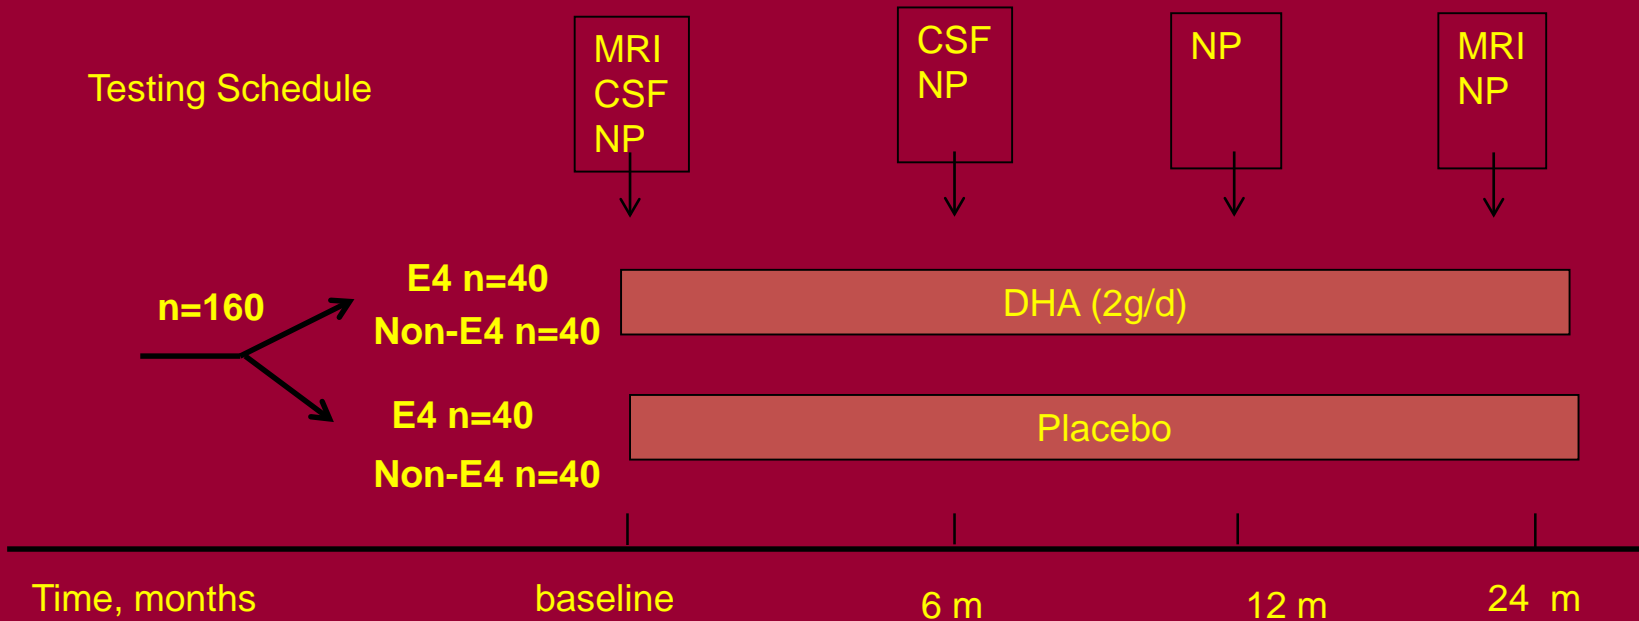 Testing Schedule
MRI
CSF
NP
CSF
NP
NP
MRI
NP
n=160
E4 n=40
Non-E4 n=40
DHA (2g/d)
E4 n=40
Non-E4 n=40
Placebo
Time, months
baseline
6 m
12 m
24 m